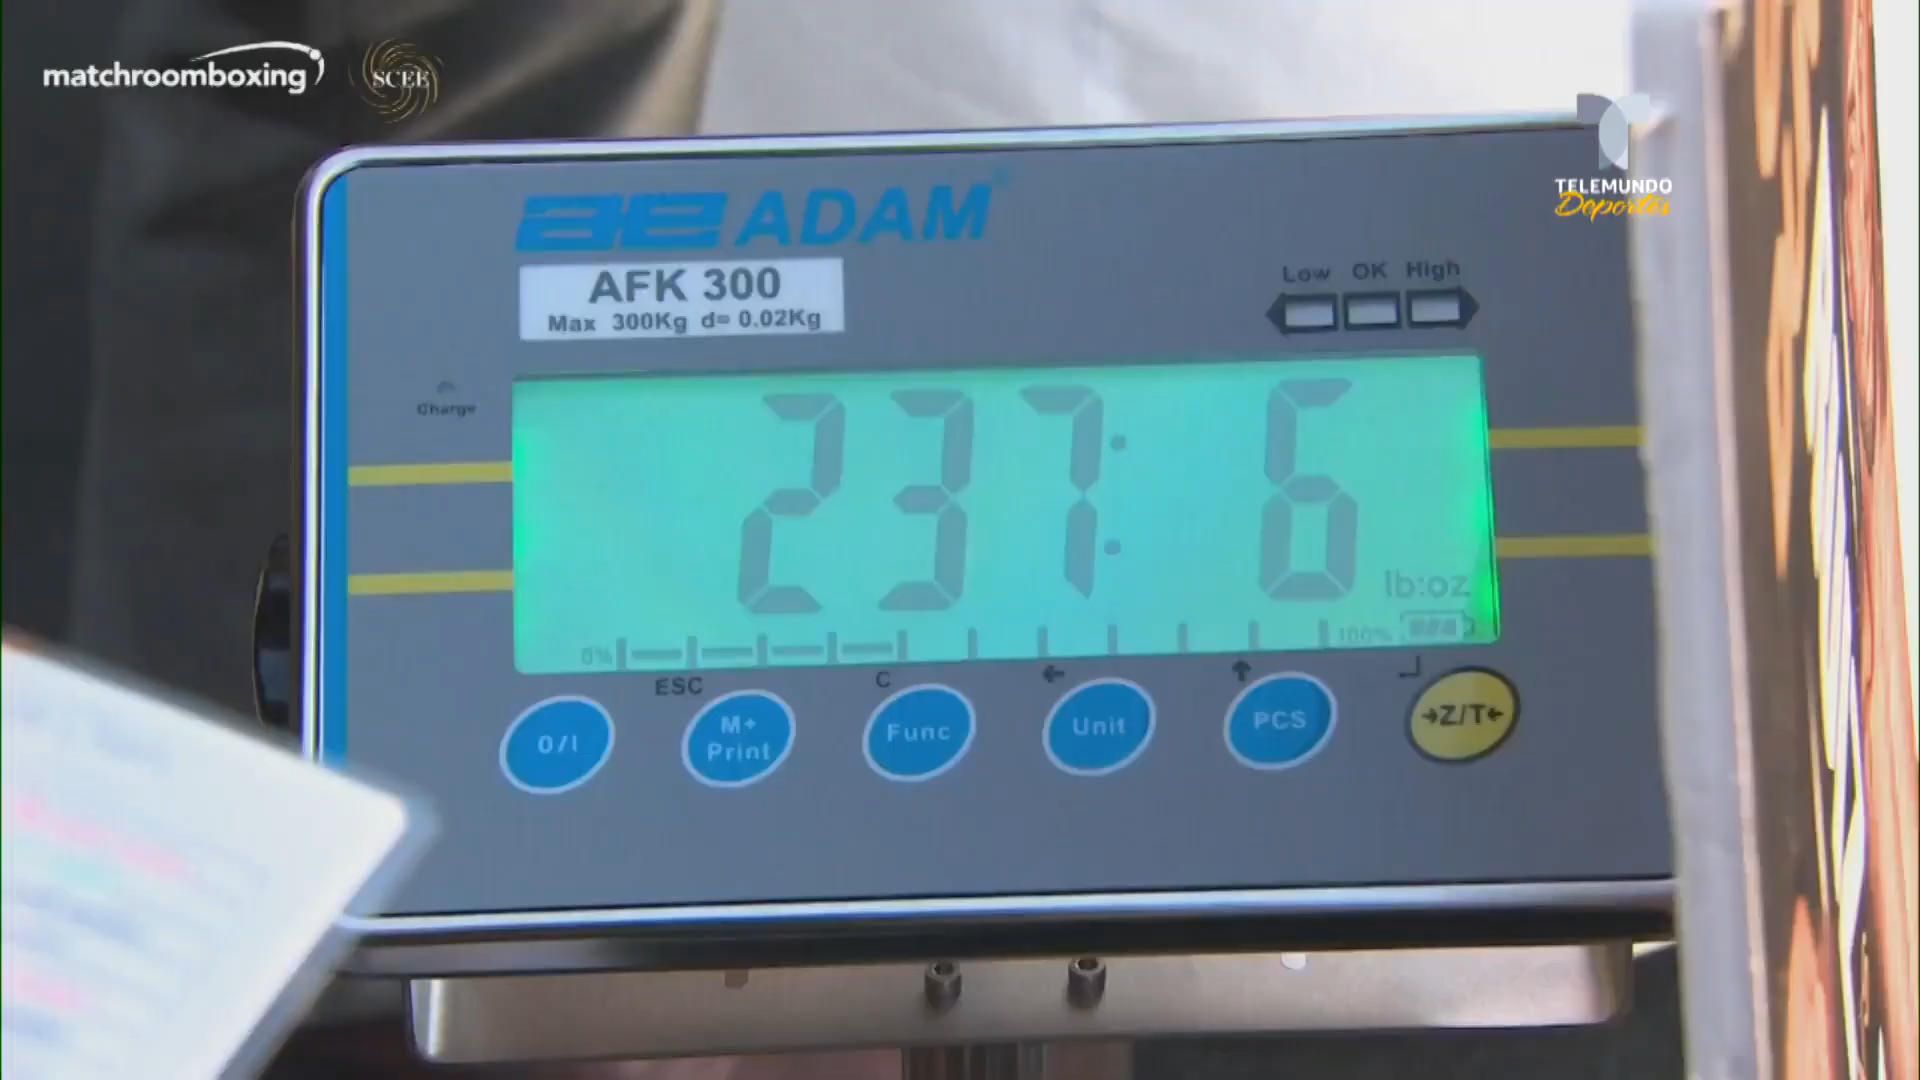 matchroomboxing
SCEE
TELEMUNDO
Deportes
ae ADAM®
AFK 300
Max 300Kg d= 0.02Kg
Low OK High
Charge
237: 6
lb:oz
0% 100%
ESC C
0/I
M+
Print
Func
Unit
PCS
→Z/T←